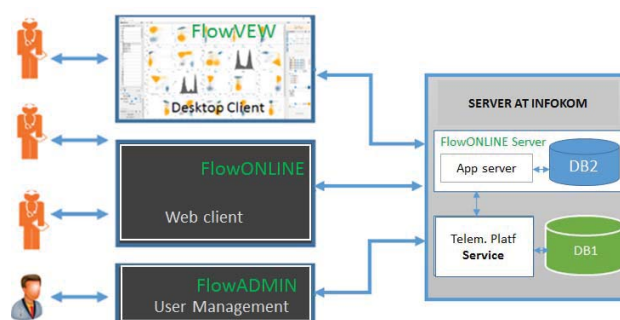 FlowVEW
Desktop Client
FlowONLINE
Web client
FlowADMIN
User Management
SERVER AT INFOKOM
FlowONLINE Server
App server
DB2
Telem. Platf
Service
DB1